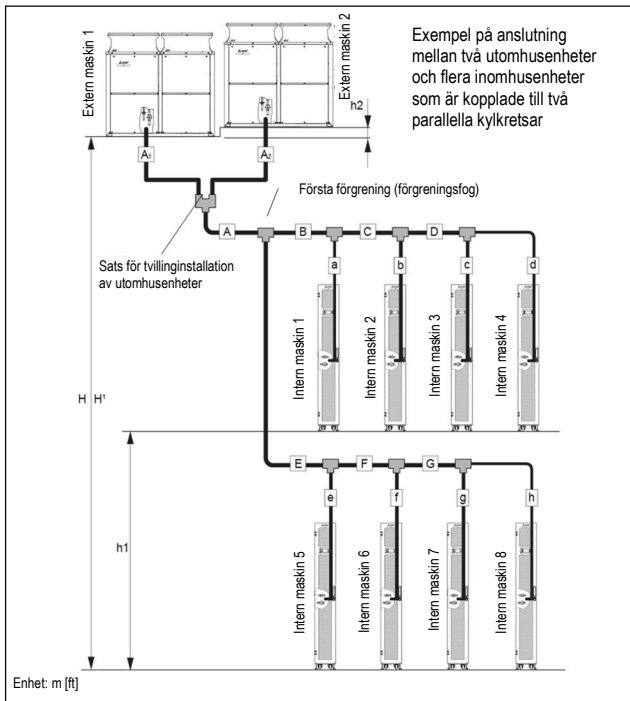 Extern maskin 1
Extern maskin 2
Exempel på anslutning
mellan två utomhusenheter
och flera inomhusenheter
som är kopplade till två
parallella kylkretsar
h2
A1
A2
Första förgrening (förgreningsfog)
A
B
C
D
Sats för tvillinginstallation
av utomhusenheter
a
b
c
d
Intern maskin 1
Intern maskin 2
Intern maskin 3
Intern maskin 4
H
H¹
E
F
G
e
f
g
h
h1
Intern maskin 5
Intern maskin 6
Intern maskin 7
Intern maskin 8
Enhet: m [ft]